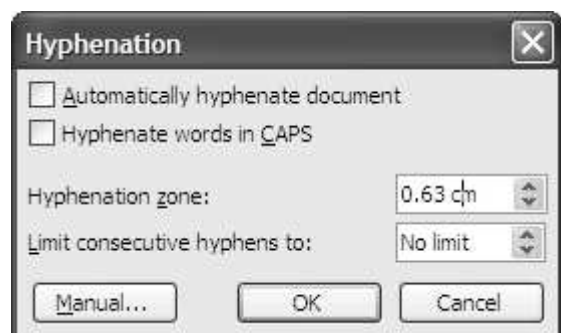 Hyphenation
Automatically hyphenate document
Hyphenate words in CAPS
Hyphenation zone: 0.63 cm
Limit consecutive hyphens to: No limit
Manual... OK Cancel